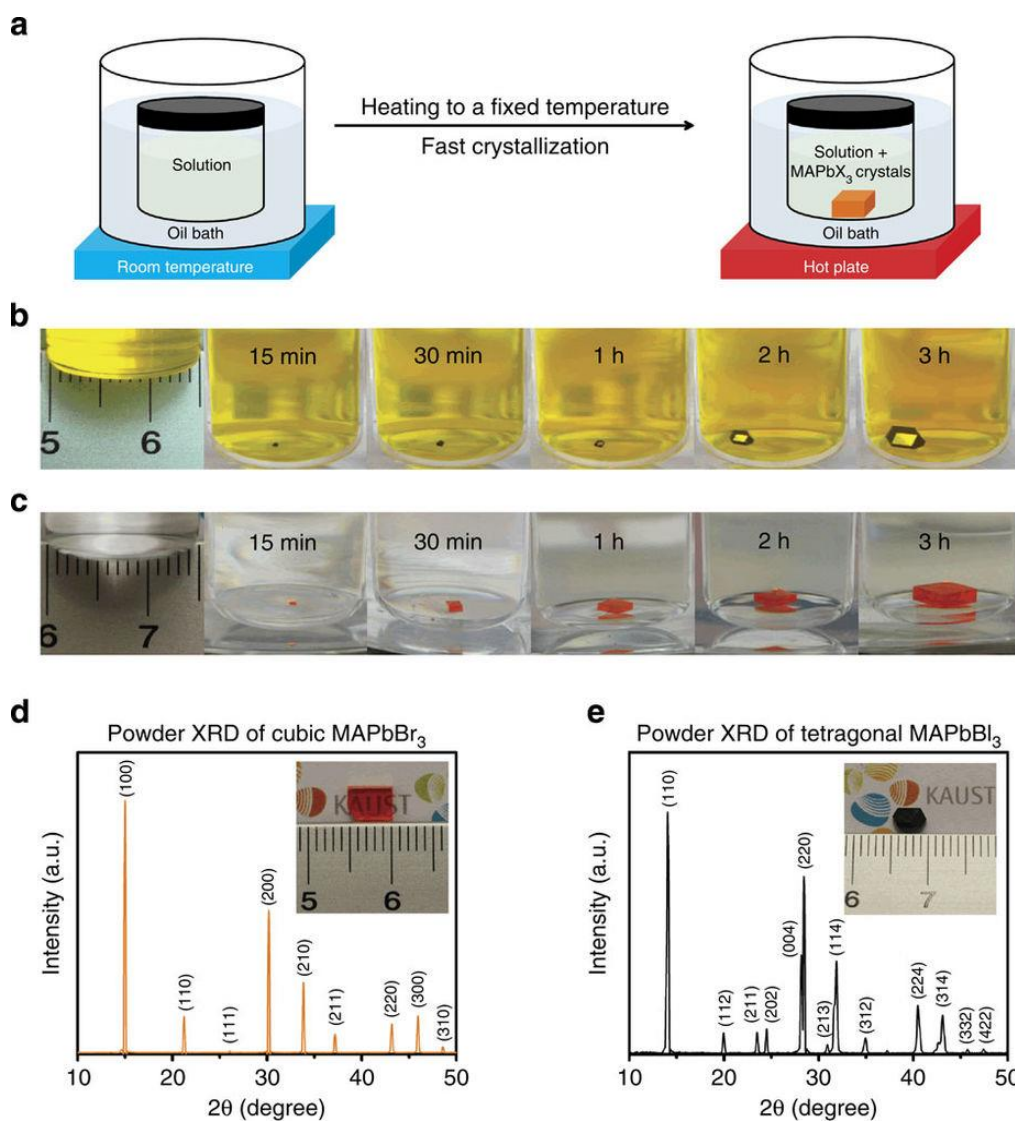 a
Heating to a fixed temperature
Fast crystallization
Solution
Oil bath
Room temperature
Solution +
MAPbX₃ crystals
Oil bath
Hot plate
b
15 min
30 min
1 h
2 h
3 h
5
6
c
15 min
30 min
1 h
2 h
3 h
6
7
d
Powder XRD of cubic MAPbBr₃
Intensity (a.u.)
(100)
(110)
(111)
(200)
(210)
(211)
(220)
(300)
(310)
KAUST
5
6
10
20
30
40
50
2θ (degree)
e
Powder XRD of tetragonal MAPbBI₃
Intensity (a.u.)
(110)
(112)
(211)
(202)
(004)
(220)
(213)
(114)
(312)
(224)
(314)
(332)
(422)
KAUST
6
7
10
20
30
40
50
2θ (degree)